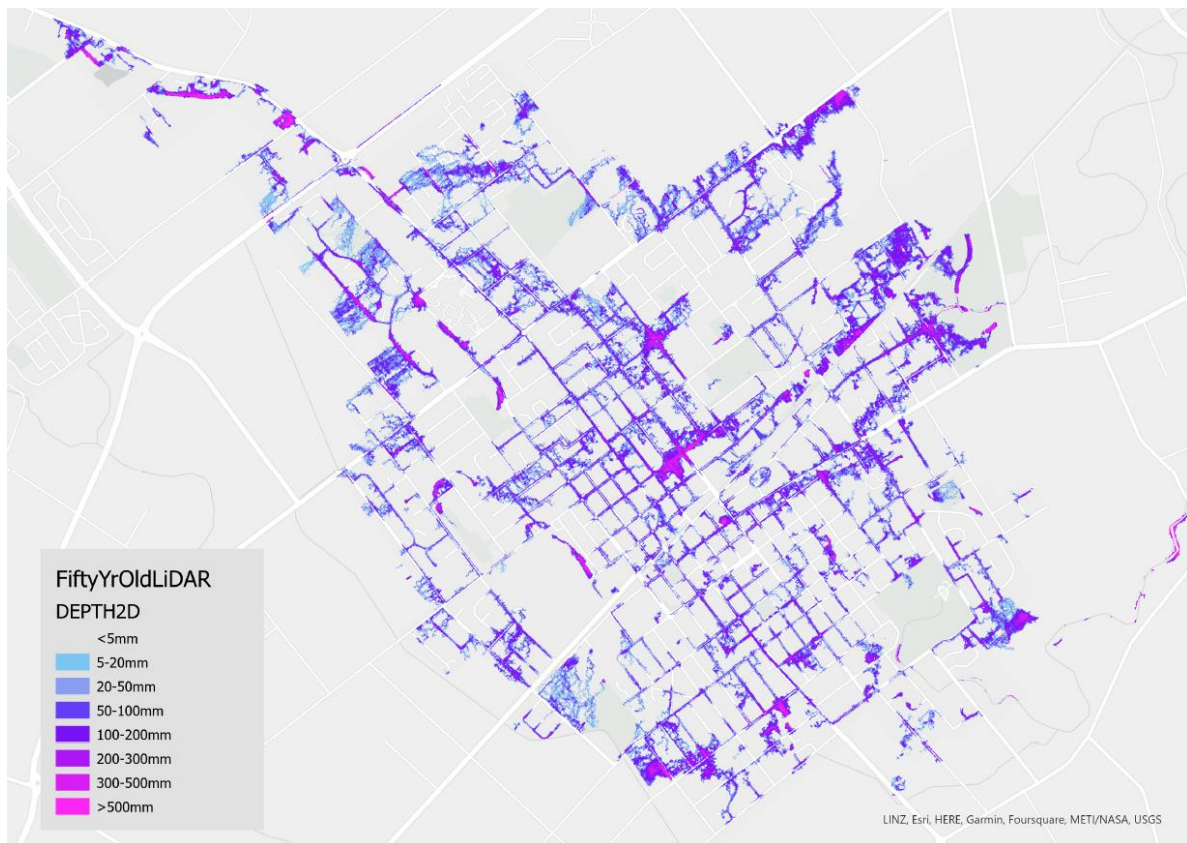 FiftyYrOldLiDAR
DEPTH2D
<5mm
5-20mm
20-50mm
50-100mm
100-200mm
200-300mm
300-500mm
>500mm
LINZ, Esri, HERE, Garmin, Foursquare, METI/NASA, USGS